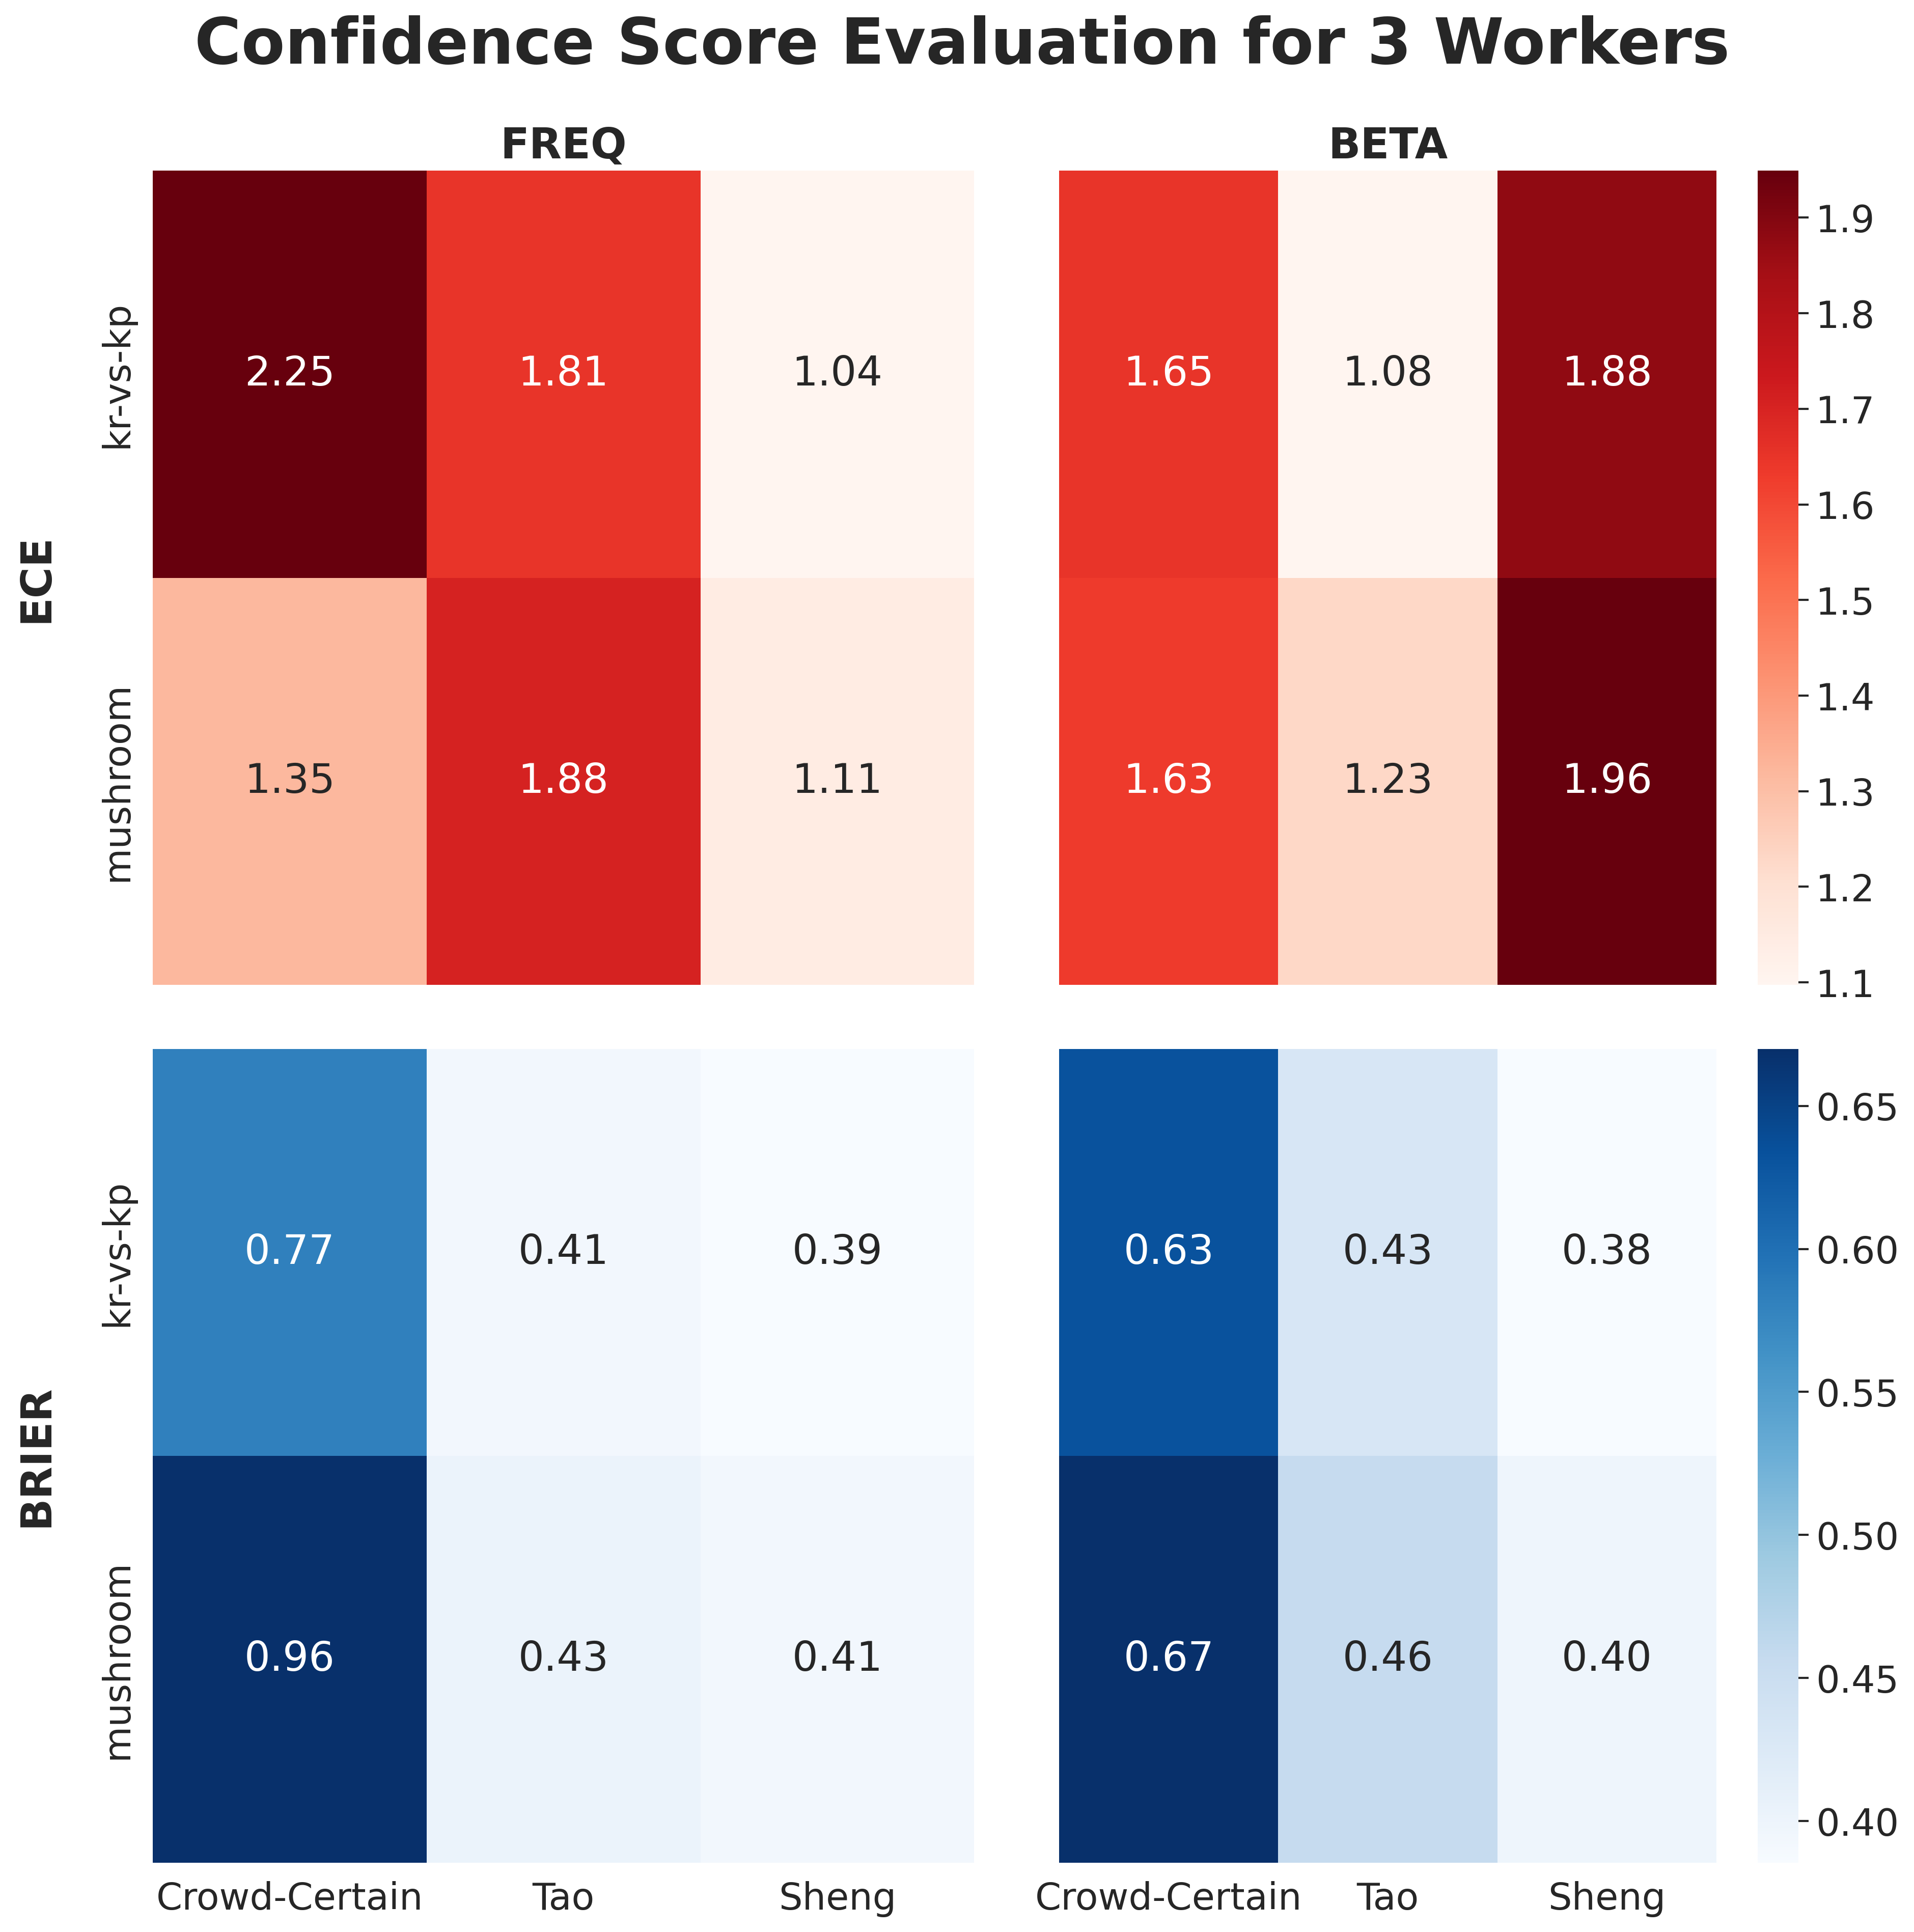 Confidence Score Evaluation for 3 Workers
FREQ
BETA
ECE
kr-vs-kp
2.25 1.81 1.04
1.65 1.08 1.88
mushroom
1.35 1.88 1.11
1.63 1.23 1.96
1.9
1.8
1.7
1.6
1.5
1.4
1.3
1.2
1.1
BRIER
kr-vs-kp
0.77 0.41 0.39
0.63 0.43 0.38
mushroom
0.96 0.43 0.41
0.67 0.46 0.40
0.65
0.60
0.55
0.50
0.45
0.40
Crowd-Certain Tao Sheng
Crowd-Certain Tao Sheng